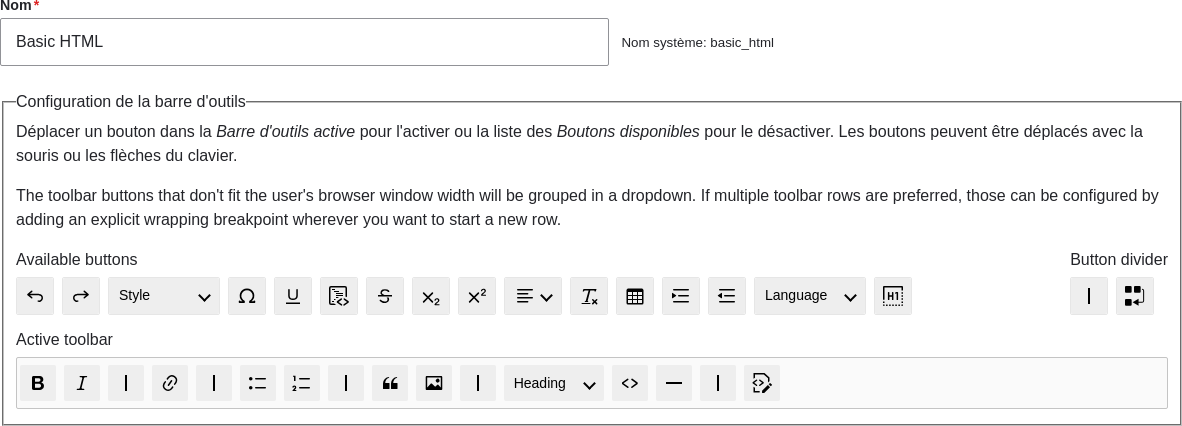 Nom*
Basic HTML
Nom système: basic_html
Configuration de la barre d'outils
Déplacer un bouton dans la Barre d'outils active pour l'activer ou la liste des Boutons disponibles pour le désactiver. Les boutons peuvent être déplacés avec la
souris ou les flèches du clavier.
The toolbar buttons that don't fit the user's browser window width will be grouped in a dropdown. If multiple toolbar rows are preferred, those can be configured by
adding an explicit wrapping breakpoint wherever you want to start a new row.
Available buttons
Button divider
Style
Language
Active toolbar
Heading